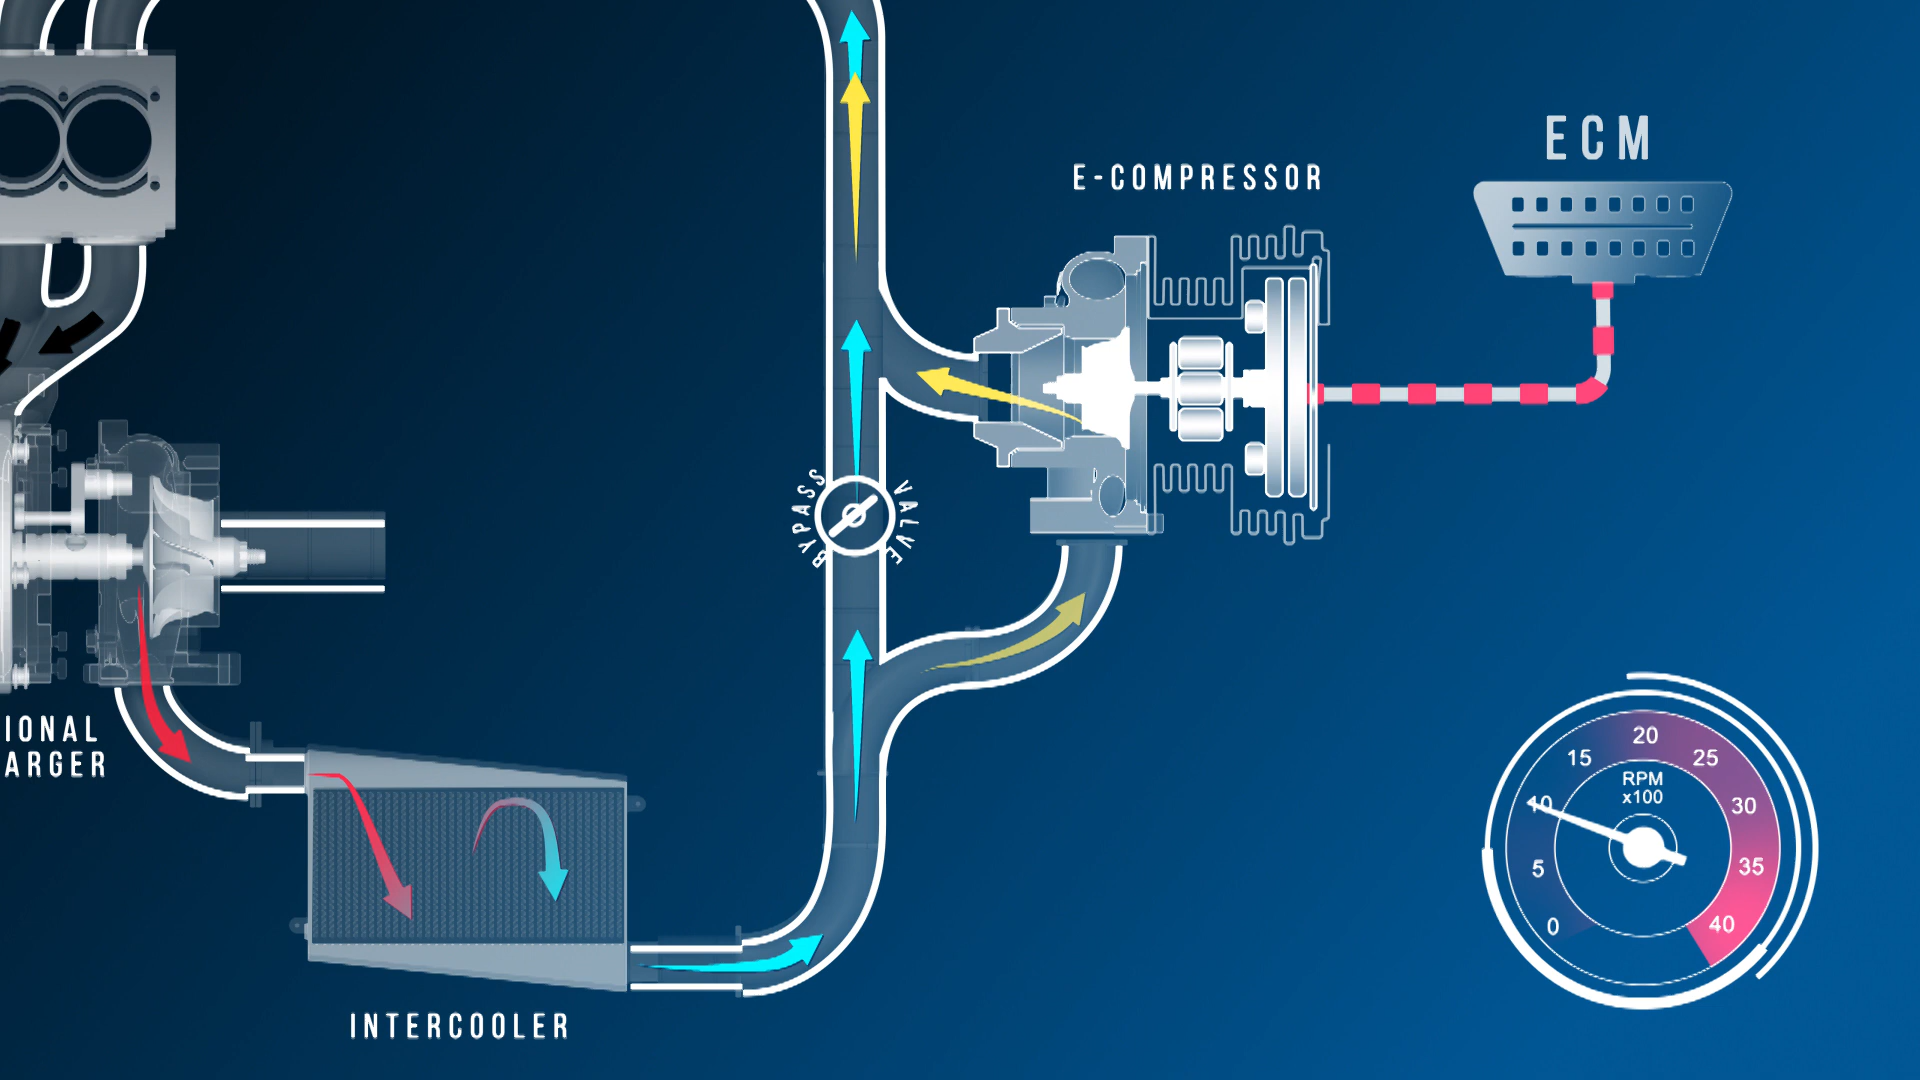 ECM
E-COMPRESSOR
BYPASS VALVE
IONAL
ARGER
INTERCOOLER
20
15
25
RPM
x100
10
30
5
35
0
40